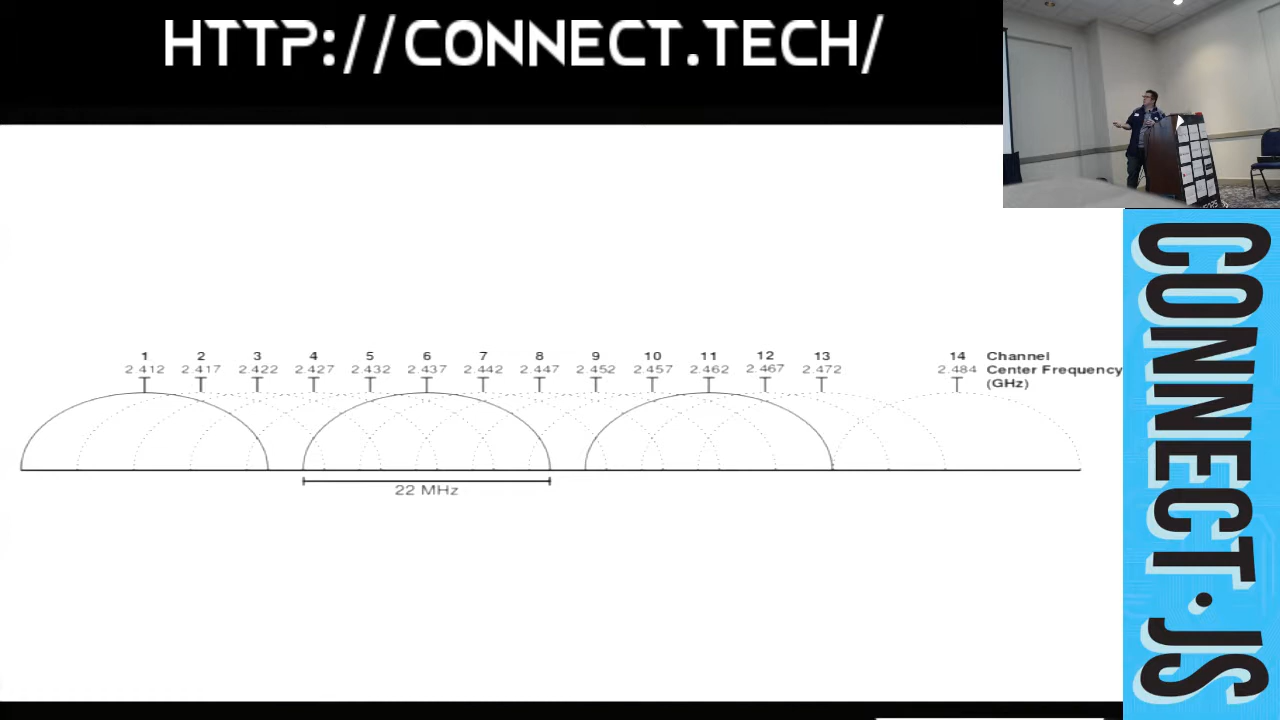 HTTP://CONNECT.TECH/
1 2 3 4 5 6 7 8 9 10 11 12 13 14 Channel
2.412 2.417 2.422 2.427 2.432 2.437 2.442 2.447 2.452 2.457 2.462 2.467 2.472 2.484 Center Frequency
(GHz)
22 MHz
CONNECT.JS